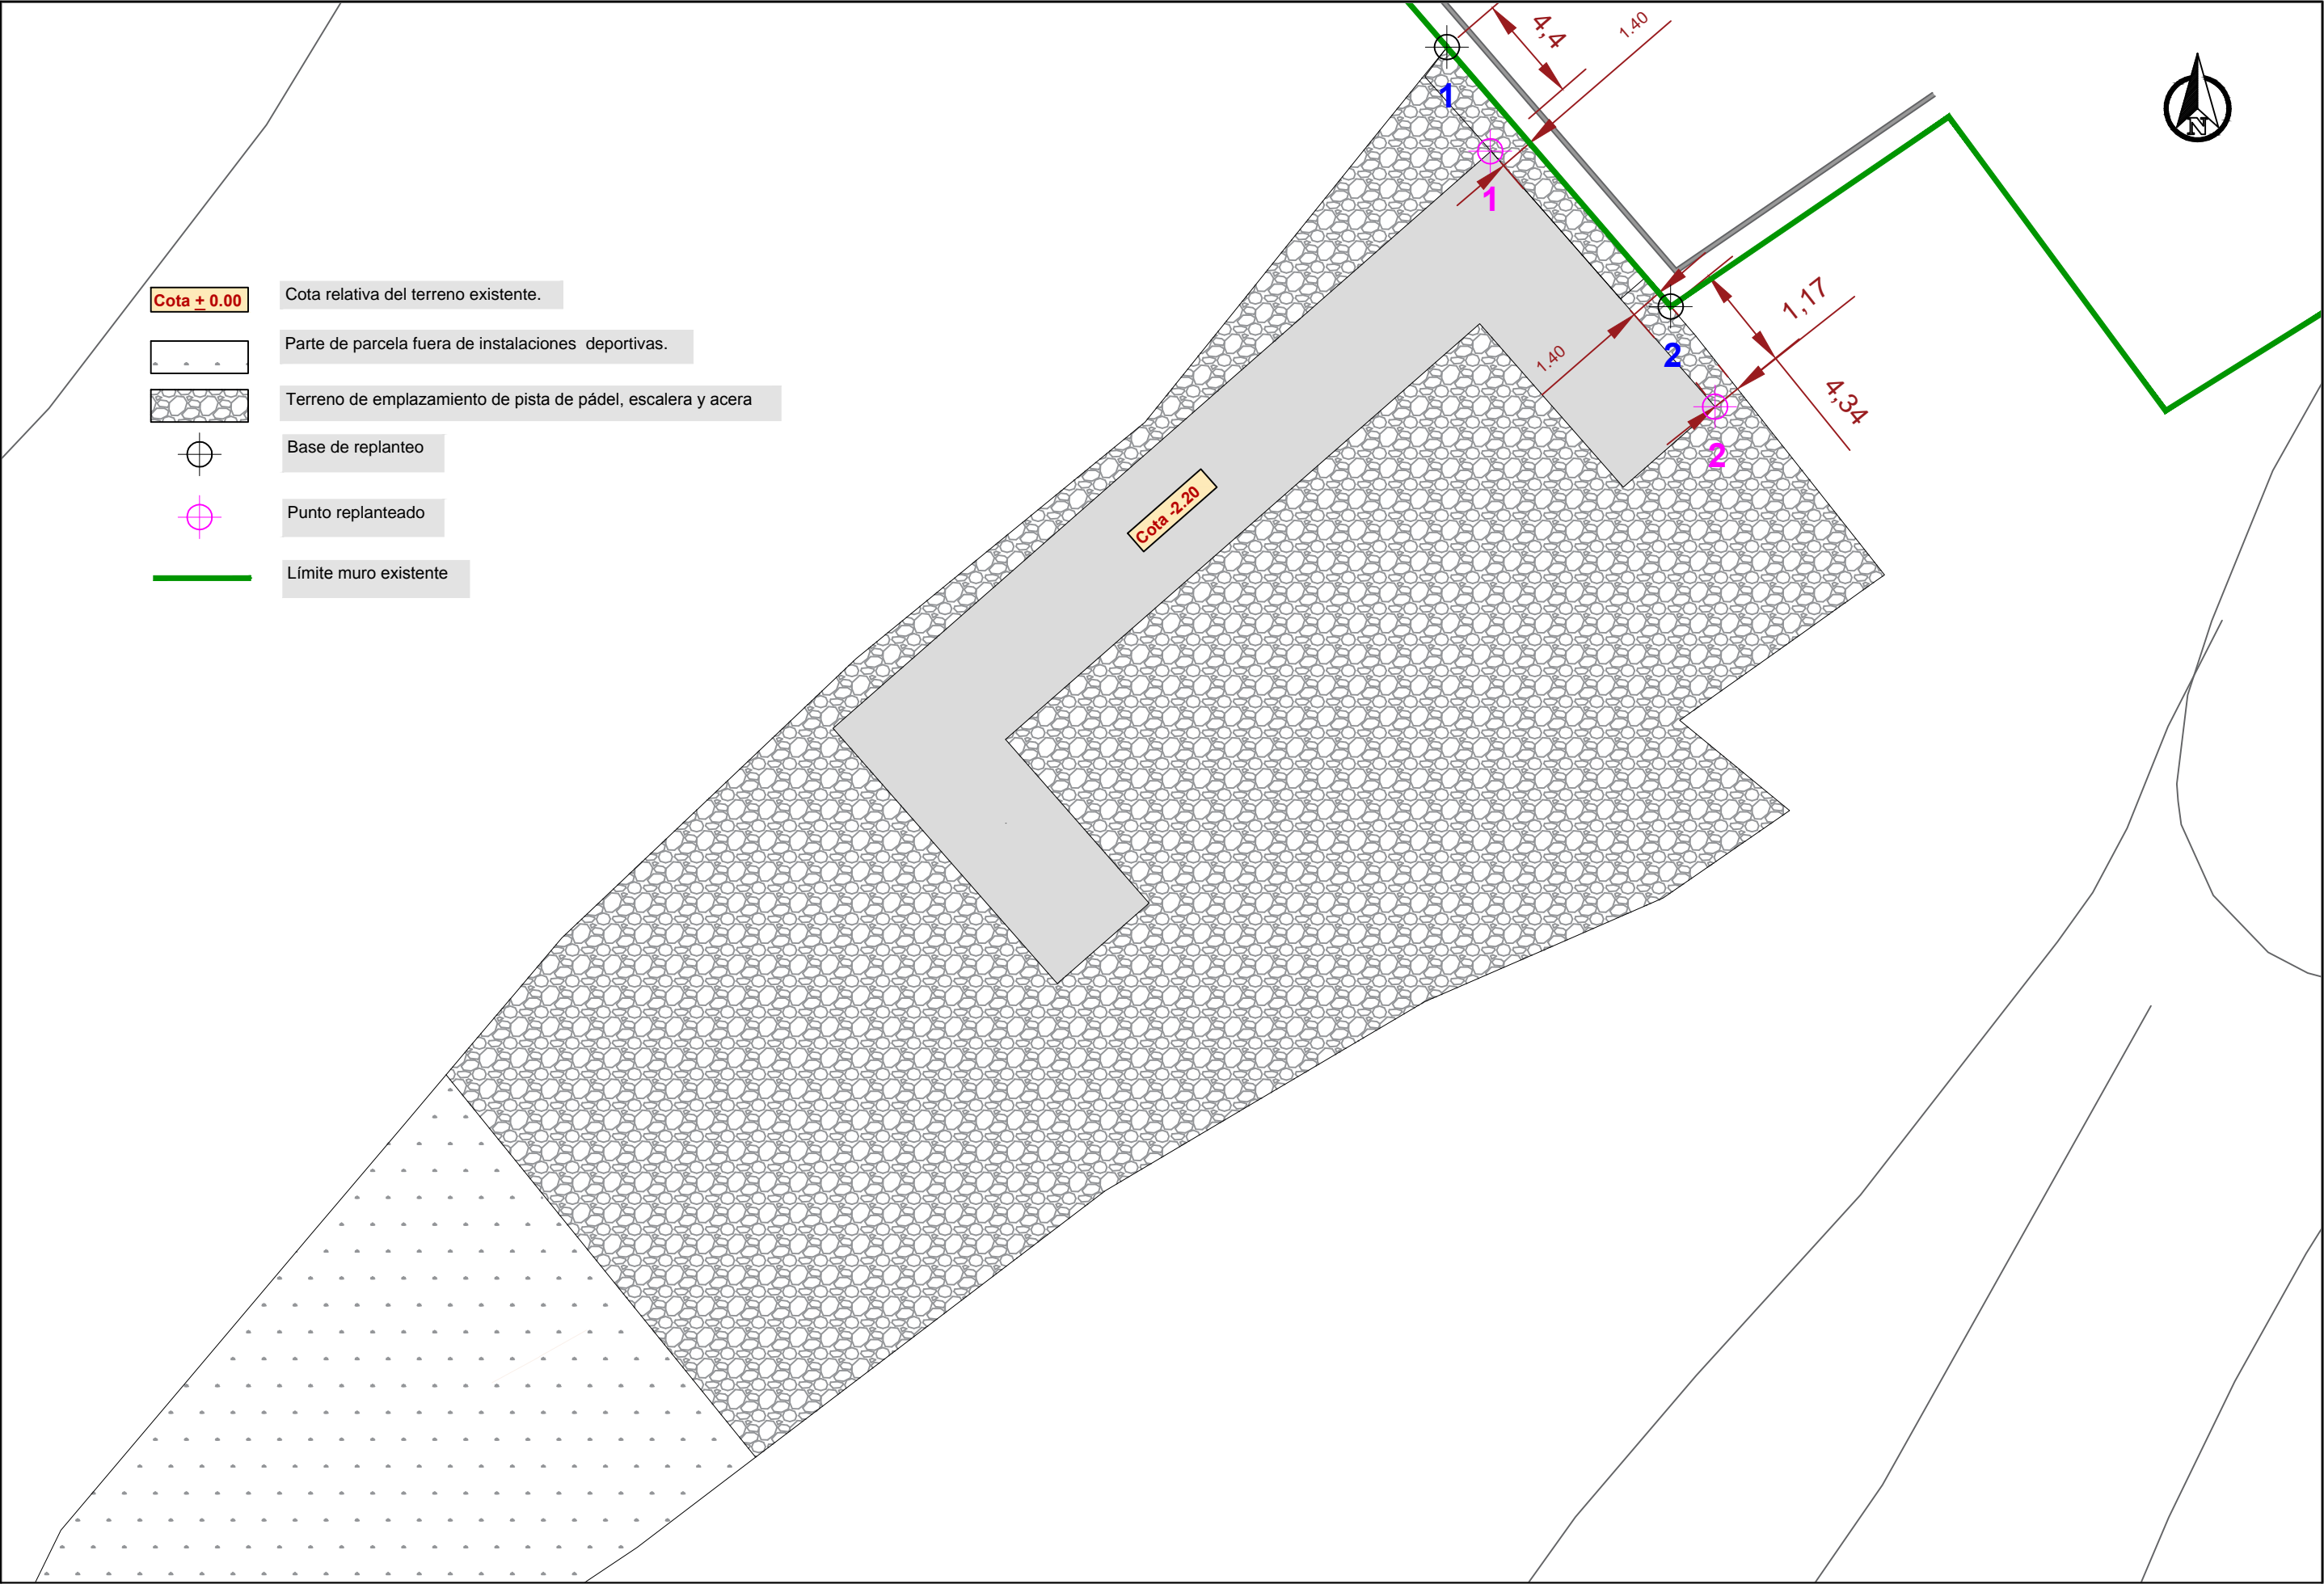 4,4
1.40
1
N
1
Cota + 0.00
Cota relativa del terreno existente.
1,17
Parte de parcela fuera de instalaciones deportivas.
1.40
2
Terreno de emplazamiento de pista de pádel, escalera y acera
4,34
Base de replanteo
2
Cota -2.20
Punto replanteado
Límite muro existente